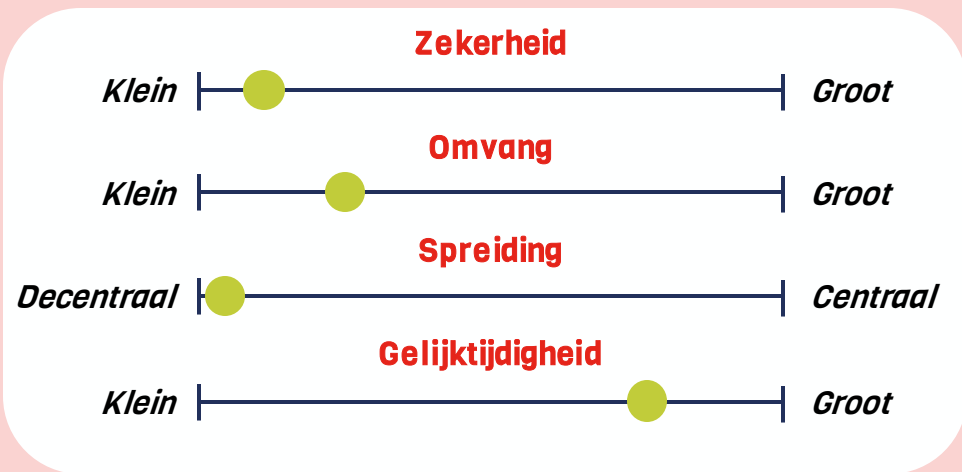 Zekerheid
Klein Groot
Omvang
Klein Groot
Spreiding
Decentraal Centraal
Gelijktijdigheid
Klein Groot